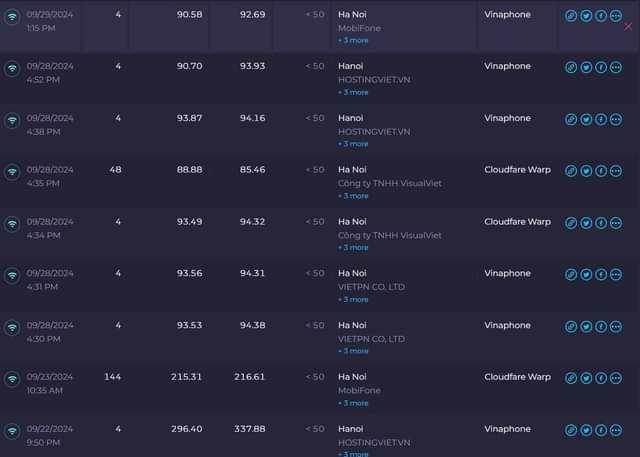 09/29/2024 4 90.58 92.69 < 50 Ha Noi Vinaphone
1:15 PM MobiFone
+ 3 more
09/28/2024 4 90.70 93.93 < 50 Hanoi Vinaphone
4:52 PM HOSTINGVIET.VN
+ 3 more
09/28/2024 4 93.87 94.16 < 50 Hanoi Vinaphone
4:38 PM HOSTINGVIET.VN
+ 3 more
09/28/2024 48 88.88 85.46 < 50 Ha Noi Cloudfare Warp
4:35 PM Công ty TNHH VisualViet
+ 3 more
09/28/2024 4 93.49 94.32 < 50 Ha Noi Cloudfare Warp
4:34 PM Công ty TNHH VisualViet
+ 3 more
09/28/2024 4 93.56 94.31 < 50 Ha Noi Vinaphone
4:31 PM VIETPN CO, LTD
+ 3 more
09/28/2024 4 93.53 94.38 < 50 Ha Noi Vinaphone
4:30 PM VIETPN CO, LTD
+ 3 more
09/23/2024 144 215.31 216.61 < 50 Ha Noi Cloudfare Warp
10:35 AM MobiFone
+ 3 more
09/22/2024 4 296.40 337.88 < 50 Hanoi Vinaphone
9:50 PM HOSTINGVIET.VN
+ 3 more